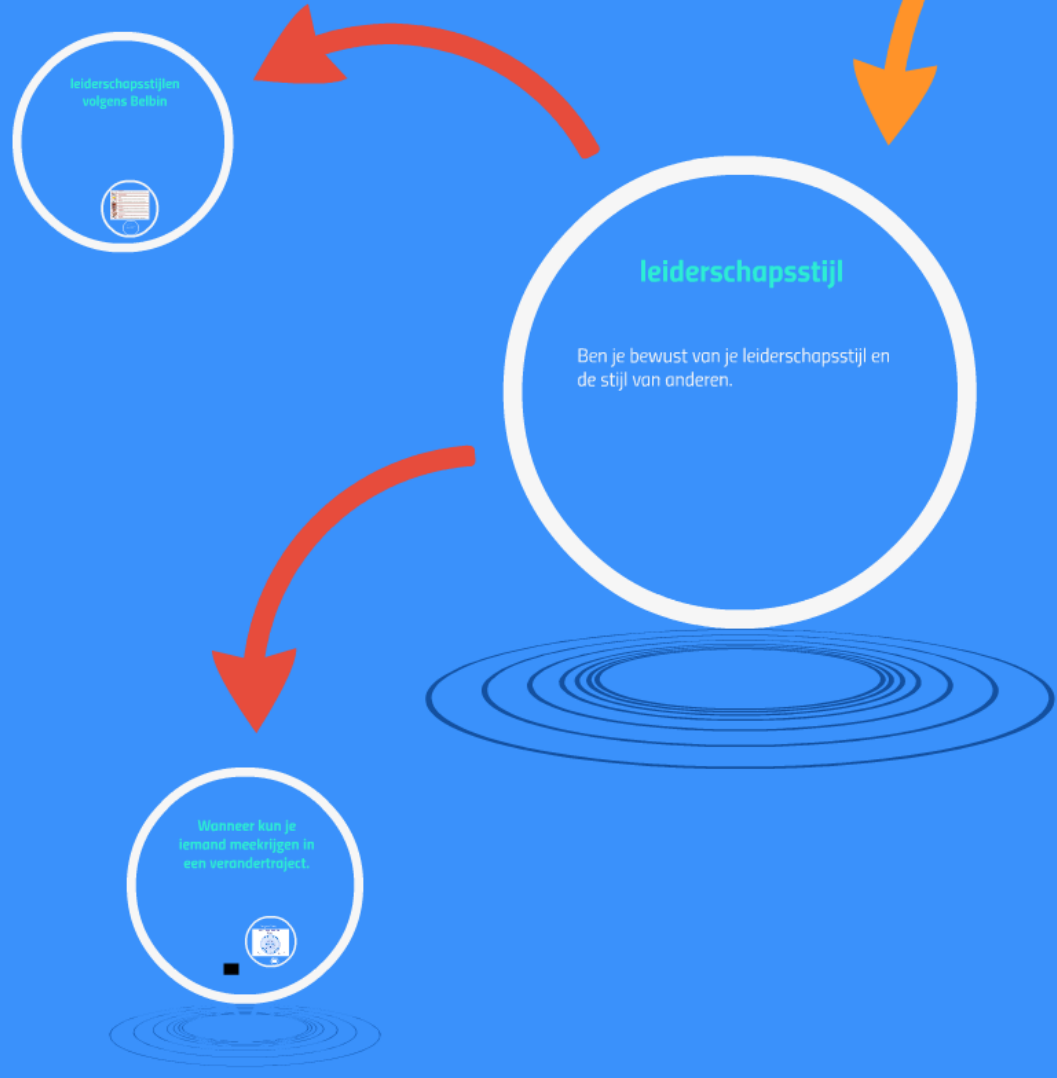 leiderschapsstijlen
volgens Belbin
leiderschapsstijl
Ben je bewust van je leiderschapsstijl en
de stijl van anderen.
Wanneer kun je
iemand meekrijgen in
een verandertraject.